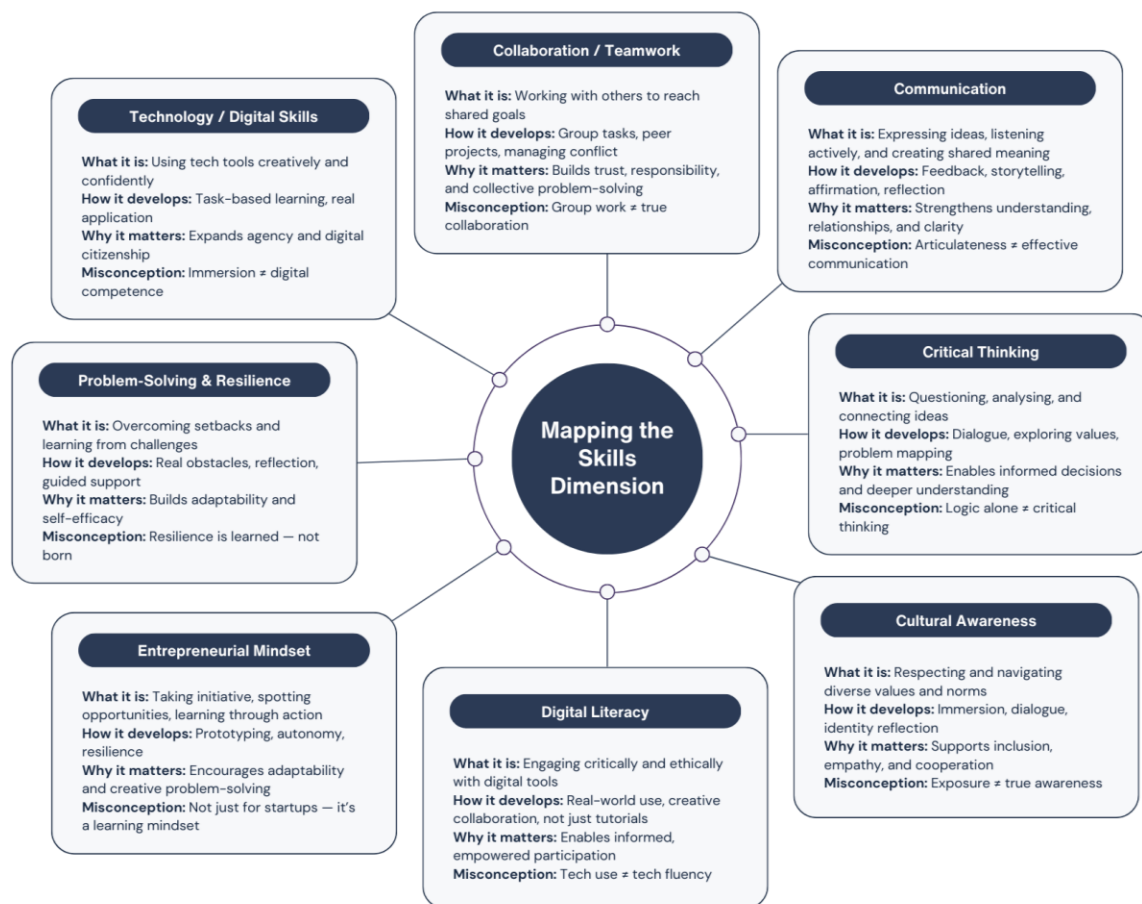 Collaboration / Teamwork
What it is: Working with others to reach
shared goals
How it develops: Group tasks, peer
projects, managing conflict
Why it matters: Builds trust, responsibility,
and collective problem-solving
Misconception: Group work ≠ true
collaboration
Communication
What it is: Expressing ideas, listening
actively, and creating shared meaning
How it develops: Feedback, storytelling,
affirmation, reflection
Why it matters: Strengthens understanding,
relationships, and clarity
Misconception: Articulateness ≠ effective
communication
Technology / Digital Skills
What it is: Using tech tools creatively and
confidently
How it develops: Task-based learning, real
application
Why it matters: Expands agency and digital
citizenship
Misconception: Immersion ≠ digital
competence
Critical Thinking
What it is: Questioning, analysing, and
connecting ideas
How it develops: Dialogue, exploring values,
problem mapping
Why it matters: Enables informed decisions
and deeper understanding
Misconception: Logic alone ≠ critical
thinking
Problem-Solving & Resilience
What it is: Overcoming setbacks and
learning from challenges
How it develops: Real obstacles, reflection,
guided support
Why it matters: Builds adaptability and
self-efficacy
Misconception: Resilience is learned — not
born
Mapping the
Skills
Dimension
Cultural Awareness
What it is: Respecting and navigating
diverse values and norms
How it develops: Immersion, dialogue,
identity reflection
Why it matters: Supports inclusion,
empathy, and cooperation
Misconception: Exposure ≠ true awareness
Entrepreneurial Mindset
What it is: Taking initiative, spotting
opportunities, learning through action
How it develops: Prototyping, autonomy,
resilience
Why it matters: Encourages adaptability
and creative problem-solving
Misconception: Not just for startups — it's
a learning mindset
Digital Literacy
What it is: Engaging critically and ethically
with digital tools
How it develops: Real-world use, creative
collaboration, not just tutorials
Why it matters: Enables informed,
empowered participation
Misconception: Tech use ≠ tech fluency